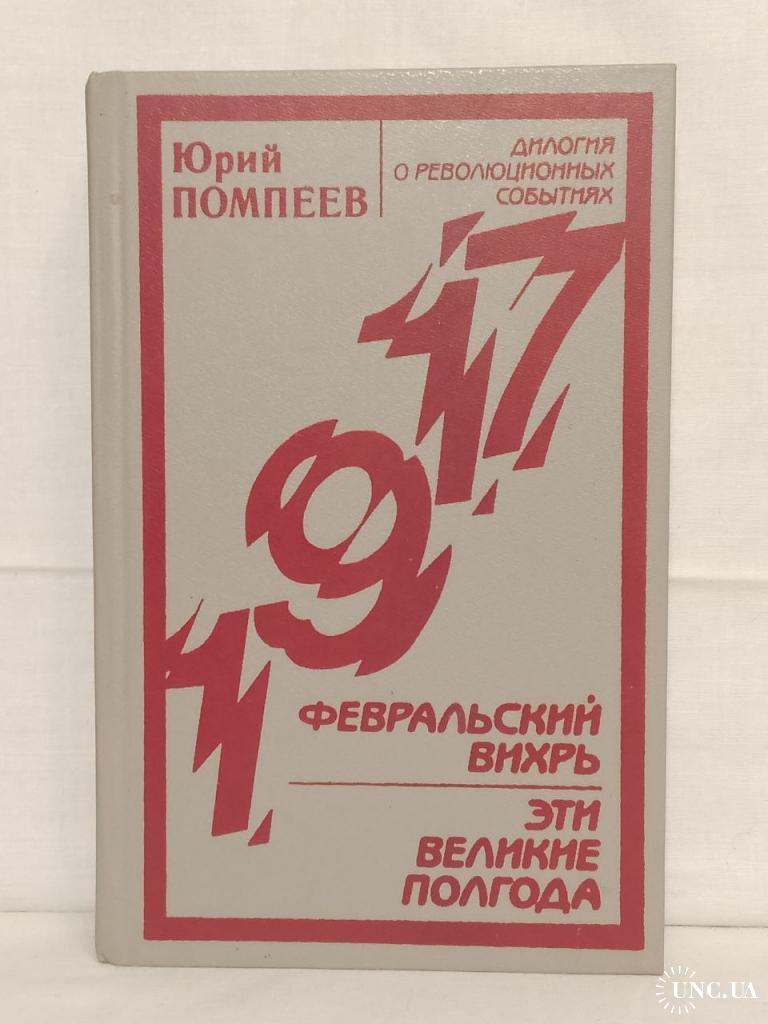 Юрий
ПОМПЕЕВ
ДИЛОГИЯ
О РЕВОЛЮЦИОННЫХ
СОБЫТИЯХ
1917
ФЕВРАЛЬСКИЙ
ВИХРЬ
ЭТИ
ВЕЛИКИЕ
ПОЛГОДА
UNC.UA